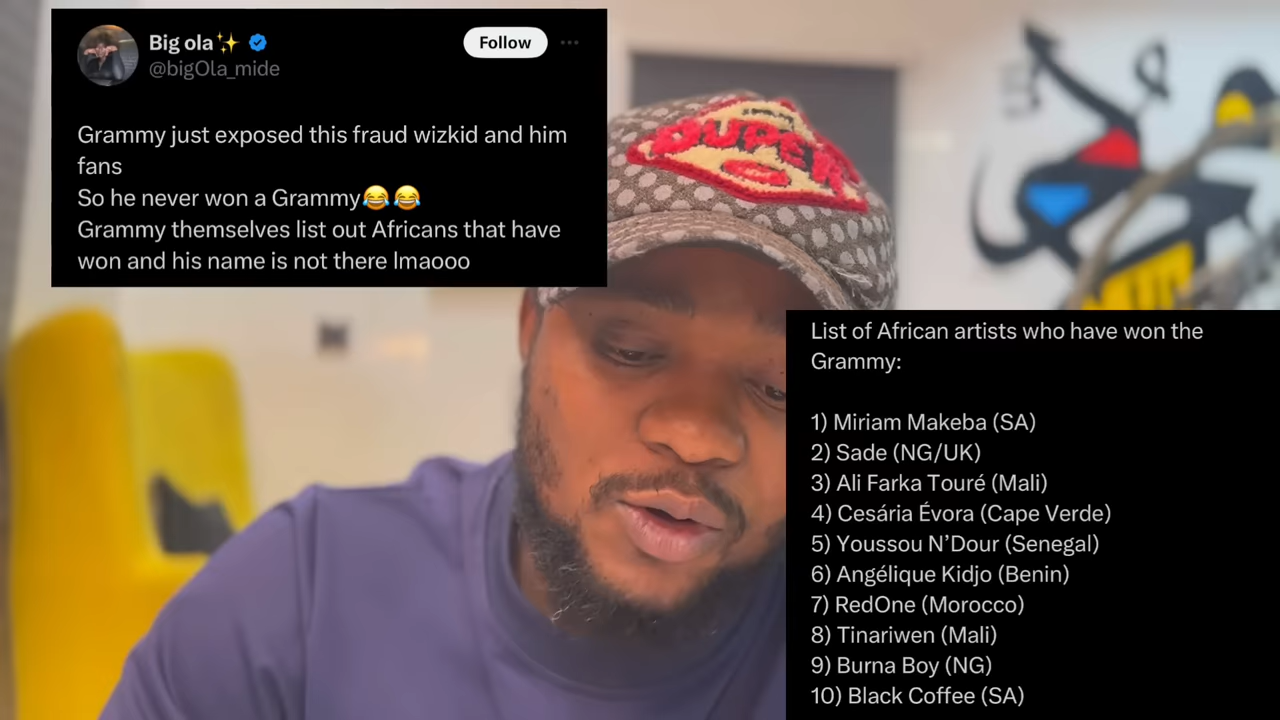 Big ola✨
@bigOla_mide
Follow
Grammy just exposed this fraud wizkid and him
fans
So he never won a Grammy😂😂
Grammy themselves list out Africans that have
won and his name is not there lmaooo
SUPER
List of African artists who have won the
Grammy:
1) Miriam Makeba (SA)
2) Sade (NG/UK)
3) Ali Farka Touré (Mali)
4) Cesária Évora (Cape Verde)
5) Youssou N’Dour (Senegal)
6) Angélique Kidjo (Benin)
7) RedOne (Morocco)
8) Tinariwen (Mali)
9) Burna Boy (NG)
10) Black Coffee (SA)